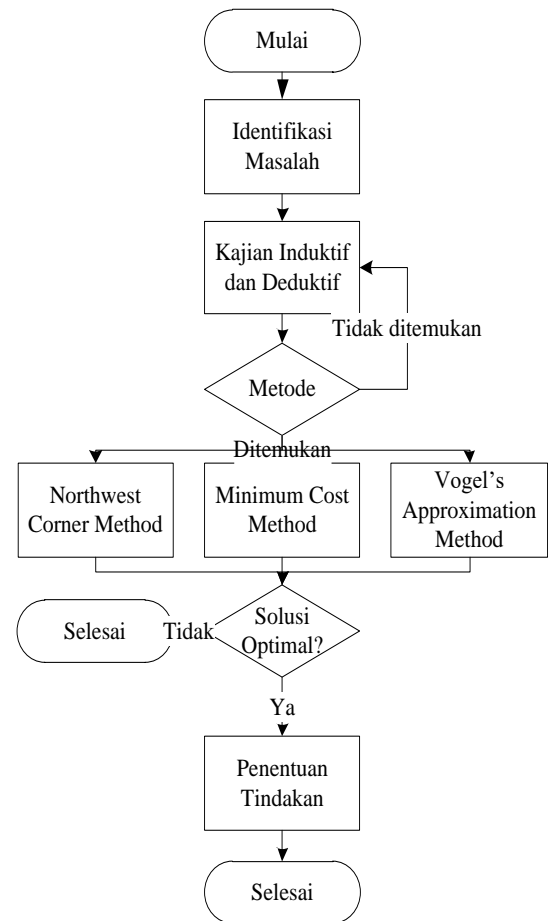 Mulai
Identifikasi
Masalah
Kajian Induktif
dan Deduktif
Tidak ditemukan
Metode
Ditemukan
Northwest
Corner Method
Minimum Cost
Method
Vogel's
Approximation
Method
Selesai
Tidak
Solusi
Optimal?
Ya
Penentuan
Tindakan
Selesai